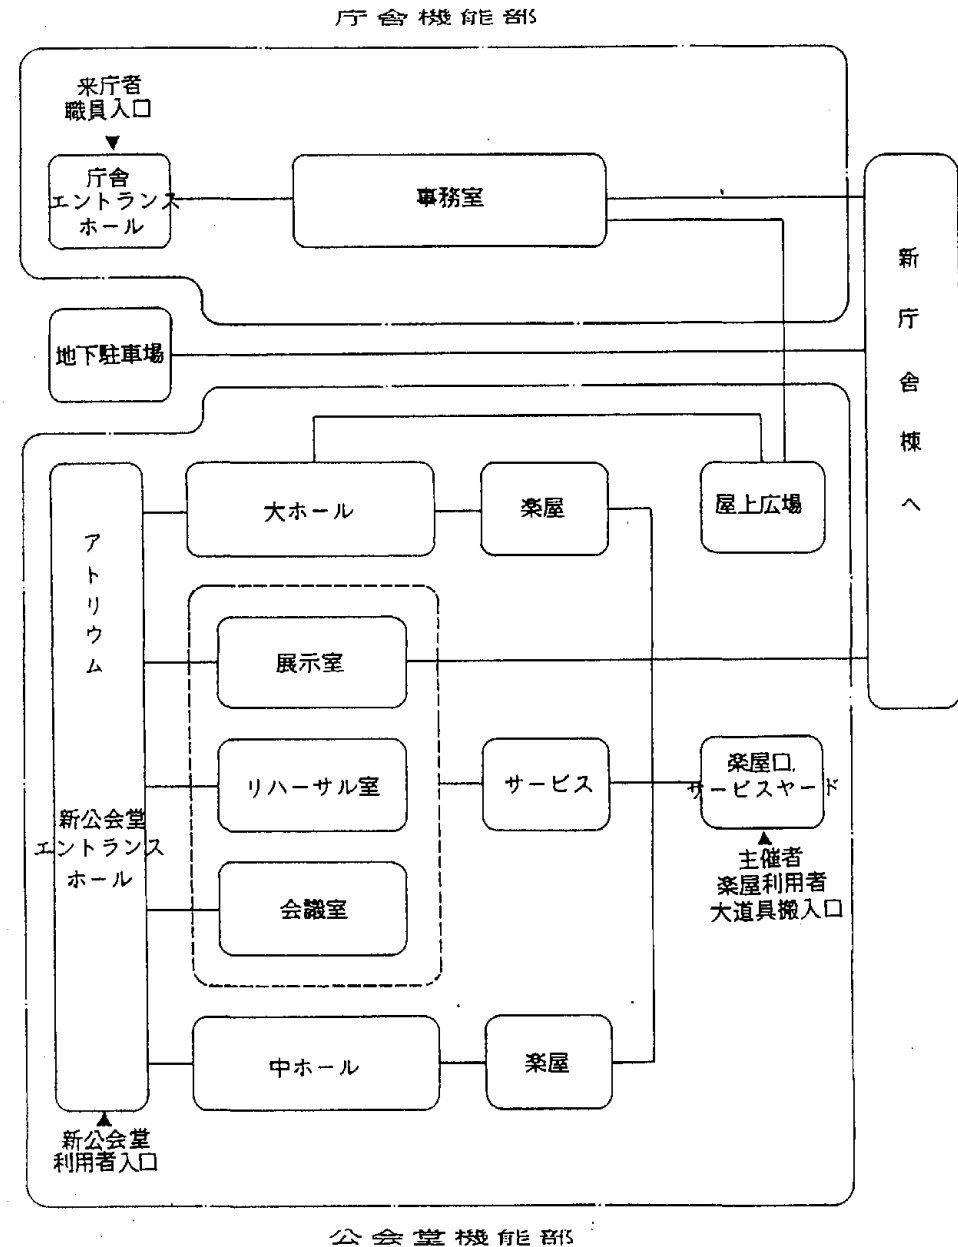 庁舎機能部
来庁者
職員入口
庁舎
エントランス
ホール
事務室
新庁舎棟へ
地下駐車場
大ホール
楽屋
屋上広場
アトリウム
展示室
リハーサル室
サービス
楽屋口.
サービスヤード
新公会堂
エントランス
ホール
会議室
主催者
楽屋利用者
大道具搬入口
中ホール
楽屋
新公会堂
利用者入口
公会堂機能部